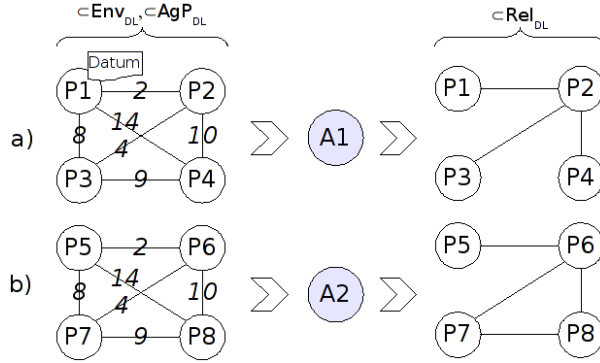 ⊂Env_DL,⊂AgP_DL ⊂Rel_DL
Datum
P1 2 P2 P1 P2
a) 8 14 4 10 A1
P3 9 P4 P3 P4
P5 2 P6 P5 P6
b) 8 14 4 10 A2
P7 9 P8 P7 P8